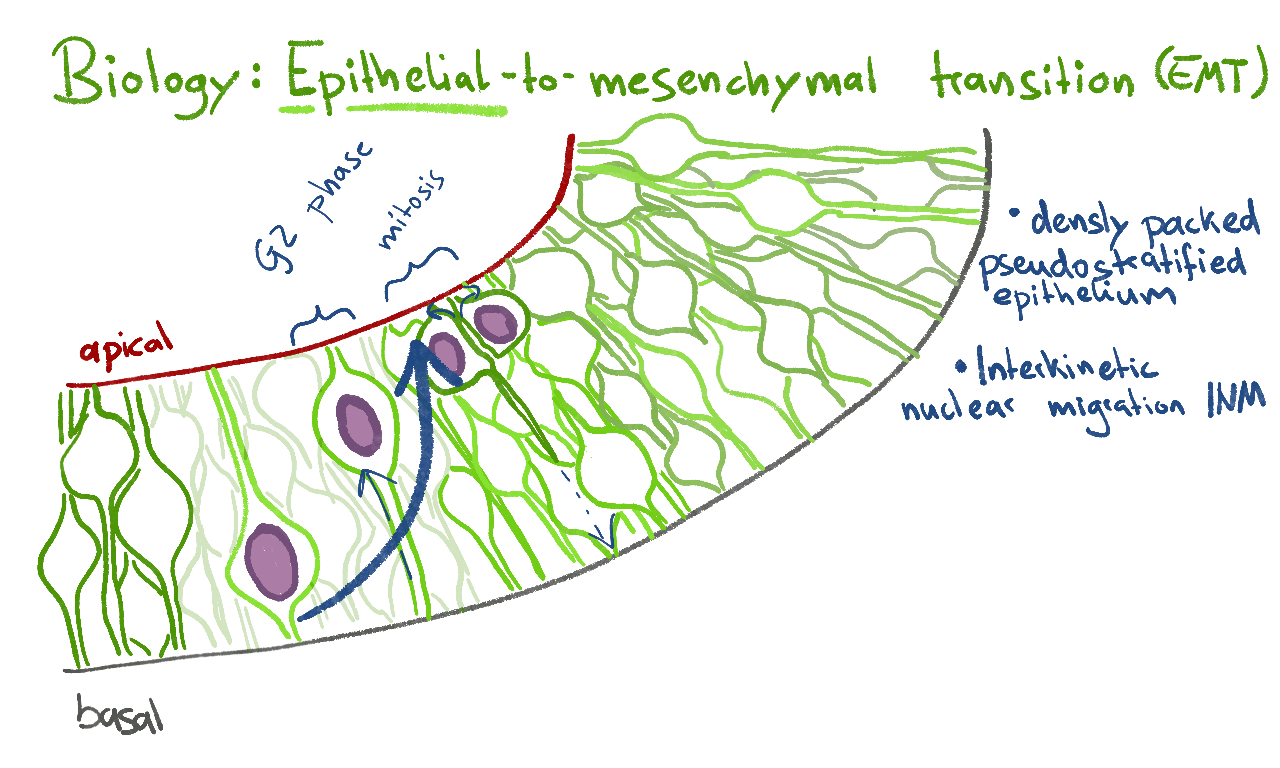 Biology: Epithelial-to-mesenchymal transition (EMT)
G2 phase
mitosis
apical
basal
• densly packed
pseudostratified
epithelium
• Interkinetic
nuclear migration INM